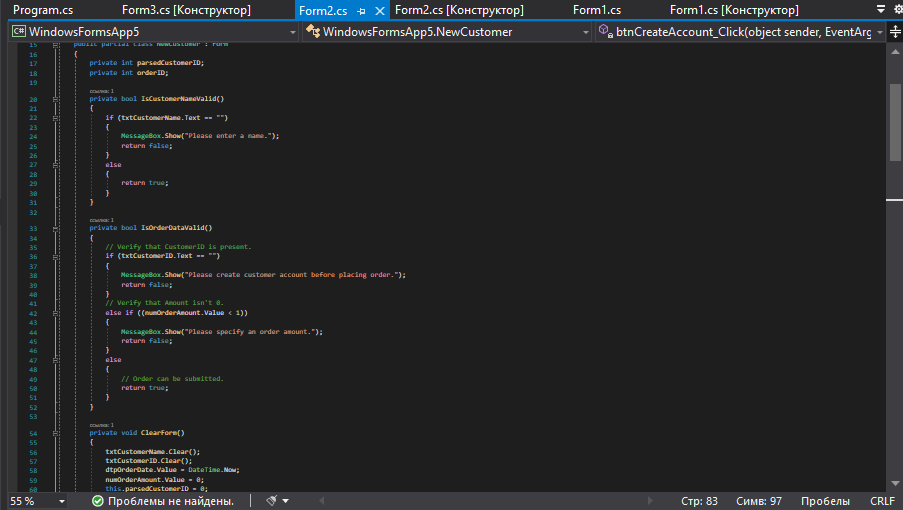 Program.cs Form3.cs [Конструктор] Form2.cs Form2.cs [Конструктор] Form1.cs Form1.cs [Конструктор]
C# WindowsFormsApp5 WindowsFormsApp5.NewCustomer btnCreateAccount_Click(object sender, EventArg
15 public partial class NewCustomer : Form
16 {
17 private int parsedCustomerID;
18 private int orderID;
19
ссылок: 1
20 private bool IsCustomerNameValid()
21 {
22 if (txtCustomerName.Text == "")
23 {
24 MessageBox.Show("Please enter a name.");
25 return false;
26 }
27 else
28 {
29 return true;
30 }
31 }
32
ссылок: 1
33 private bool IsOrderDataValid()
34 {
35 // Verify that CustomerID is present.
36 if (txtCustomerID.Text == "")
37 {
38 MessageBox.Show("Please create customer account before placing order.");
39 return false;
40 }
41 // Verify that Amount isn't 0.
42 else if ((numOrderAmount.Value < 1))
43 {
44 MessageBox.Show("Please specify an order amount.");
45 return false;
46 }
47 else
48 {
49 // Order can be submitted.
50 return true;
51 }
52 }
53
ссылок: 1
54 private void ClearForm()
55 {
56 txtCustomerName.Clear();
57 txtCustomerID.Clear();
58 dtpOrderDate.Value = DateTime.Now;
59 numOrderAmount.Value = 0;
60 this.parsedCustomerID = 0;
55 % Проблемы не найдены. Стр: 83 Симв: 97 Пробелы CRLF